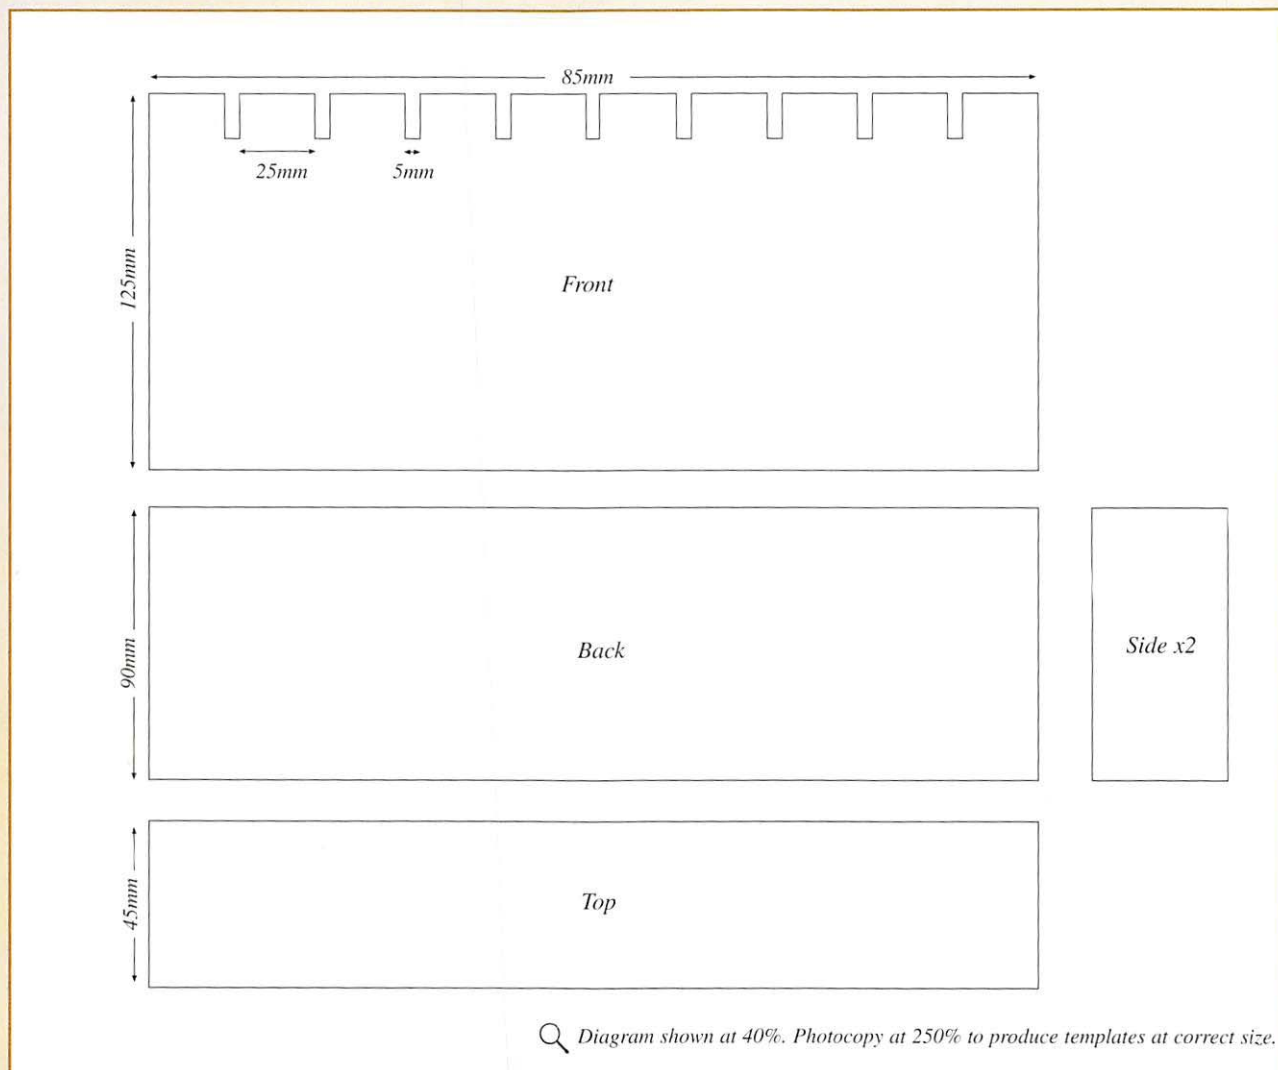 85mm
25mm
5mm
125mm
Front
90mm
Back
Side x2
45mm
Top
Diagram shown at 40%. Photocopy at 250% to produce templates at correct size.